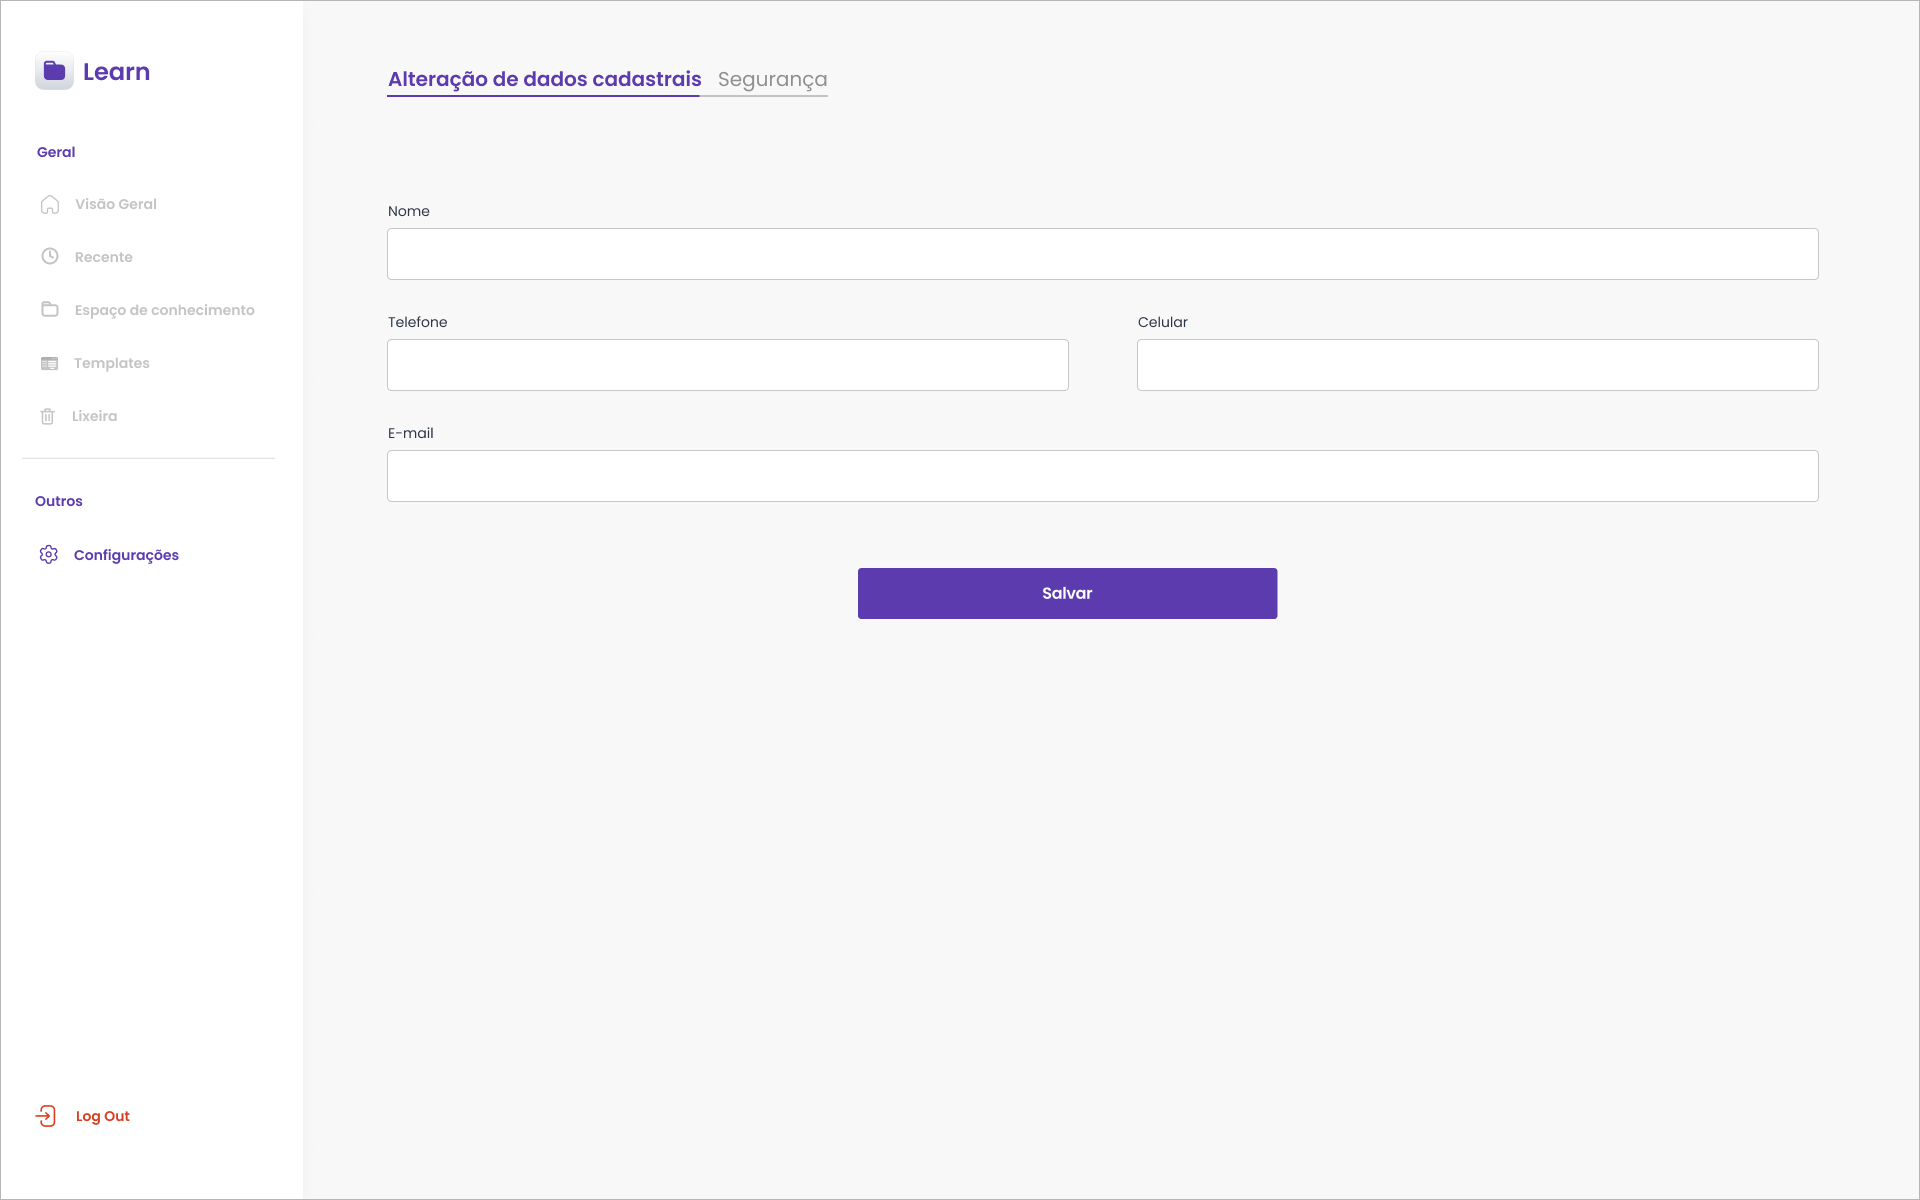 Learn
Geral
Visão Geral
Recente
Espaço de conhecimento
Templates
Lixeira
Outros
Configurações
Log Out
Alteração de dados cadastrais
Segurança
Nome
Telefone
Celular
E-mail
Salvar